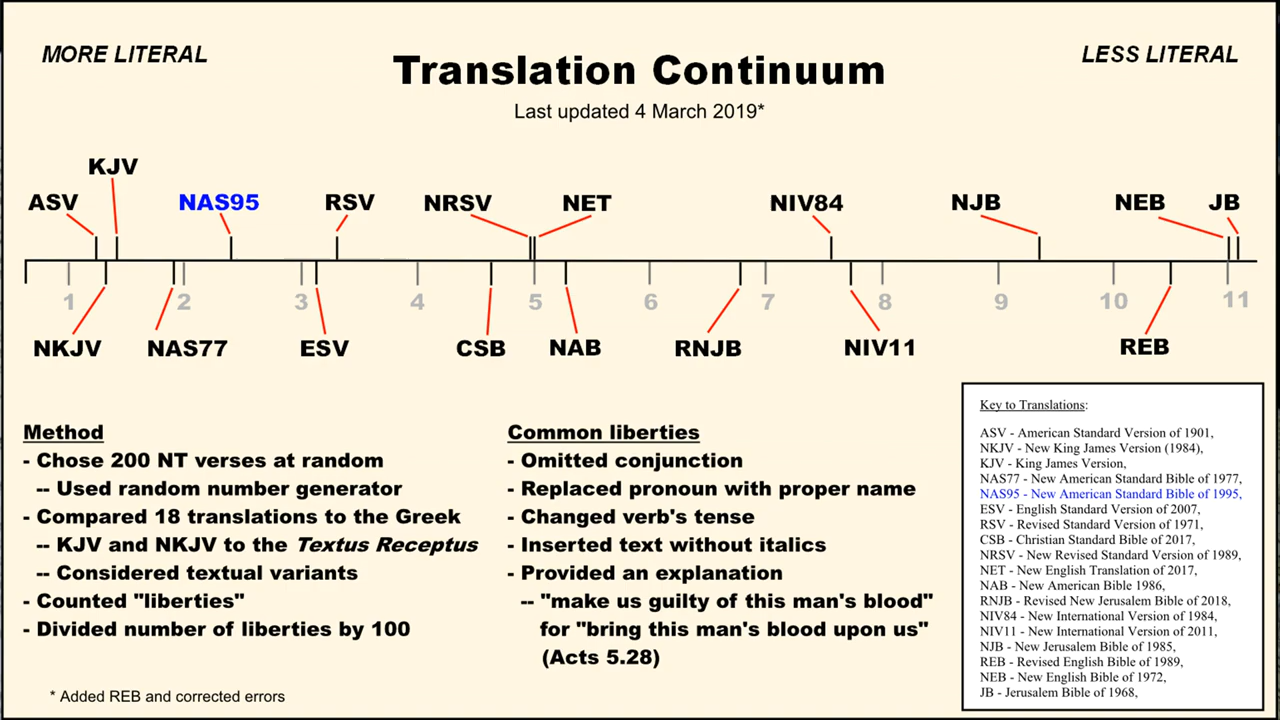 MORE LITERAL
LESS LITERAL
Translation Continuum
Last updated 4 March 2019*
KJV
ASV NAS95 RSV NRSV NET NIV84 NJB NEB JB
1 2 3 4 5 6 7 8 9 10 11
NKJV NAS77 ESV CSB NAB RNJB NIV11 REB
Method
- Chose 200 NT verses at random
-- Used random number generator
- Compared 18 translations to the Greek
-- KJV and NKJV to the Textus Receptus
-- Considered textual variants
- Counted "liberties"
- Divided number of liberties by 100
* Added REB and corrected errors
Common liberties
- Omitted conjunction
- Replaced pronoun with proper name
- Changed verb's tense
- Inserted text without italics
- Provided an explanation
-- "make us guilty of this man's blood"
for "bring this man's blood upon us"
(Acts 5.28)
Key to Translations:
ASV - American Standard Version of 1901,
NKJV - New King James Version (1984),
KJV - King James Version,
NAS77 - New American Standard Bible of 1977,
NAS95 - New American Standard Bible of 1995,
ESV - English Standard Version of 2007,
RSV - Revised Standard Version of 1971,
CSB - Christian Standard Bible of 2017,
NRSV - New Revised Standard Version of 1989,
NET - New English Translation of 2017,
NAB - New American Bible 1986,
RNJB - Revised New Jerusalem Bible of 2018,
NIV84 - New International Version of 1984,
NIV11 - New International Version of 2011,
NJB - New Jerusalem Bible of 1985,
REB - Revised English Bible of 1989,
NEB - New English Bible of 1972,
JB - Jerusalem Bible of 1968,